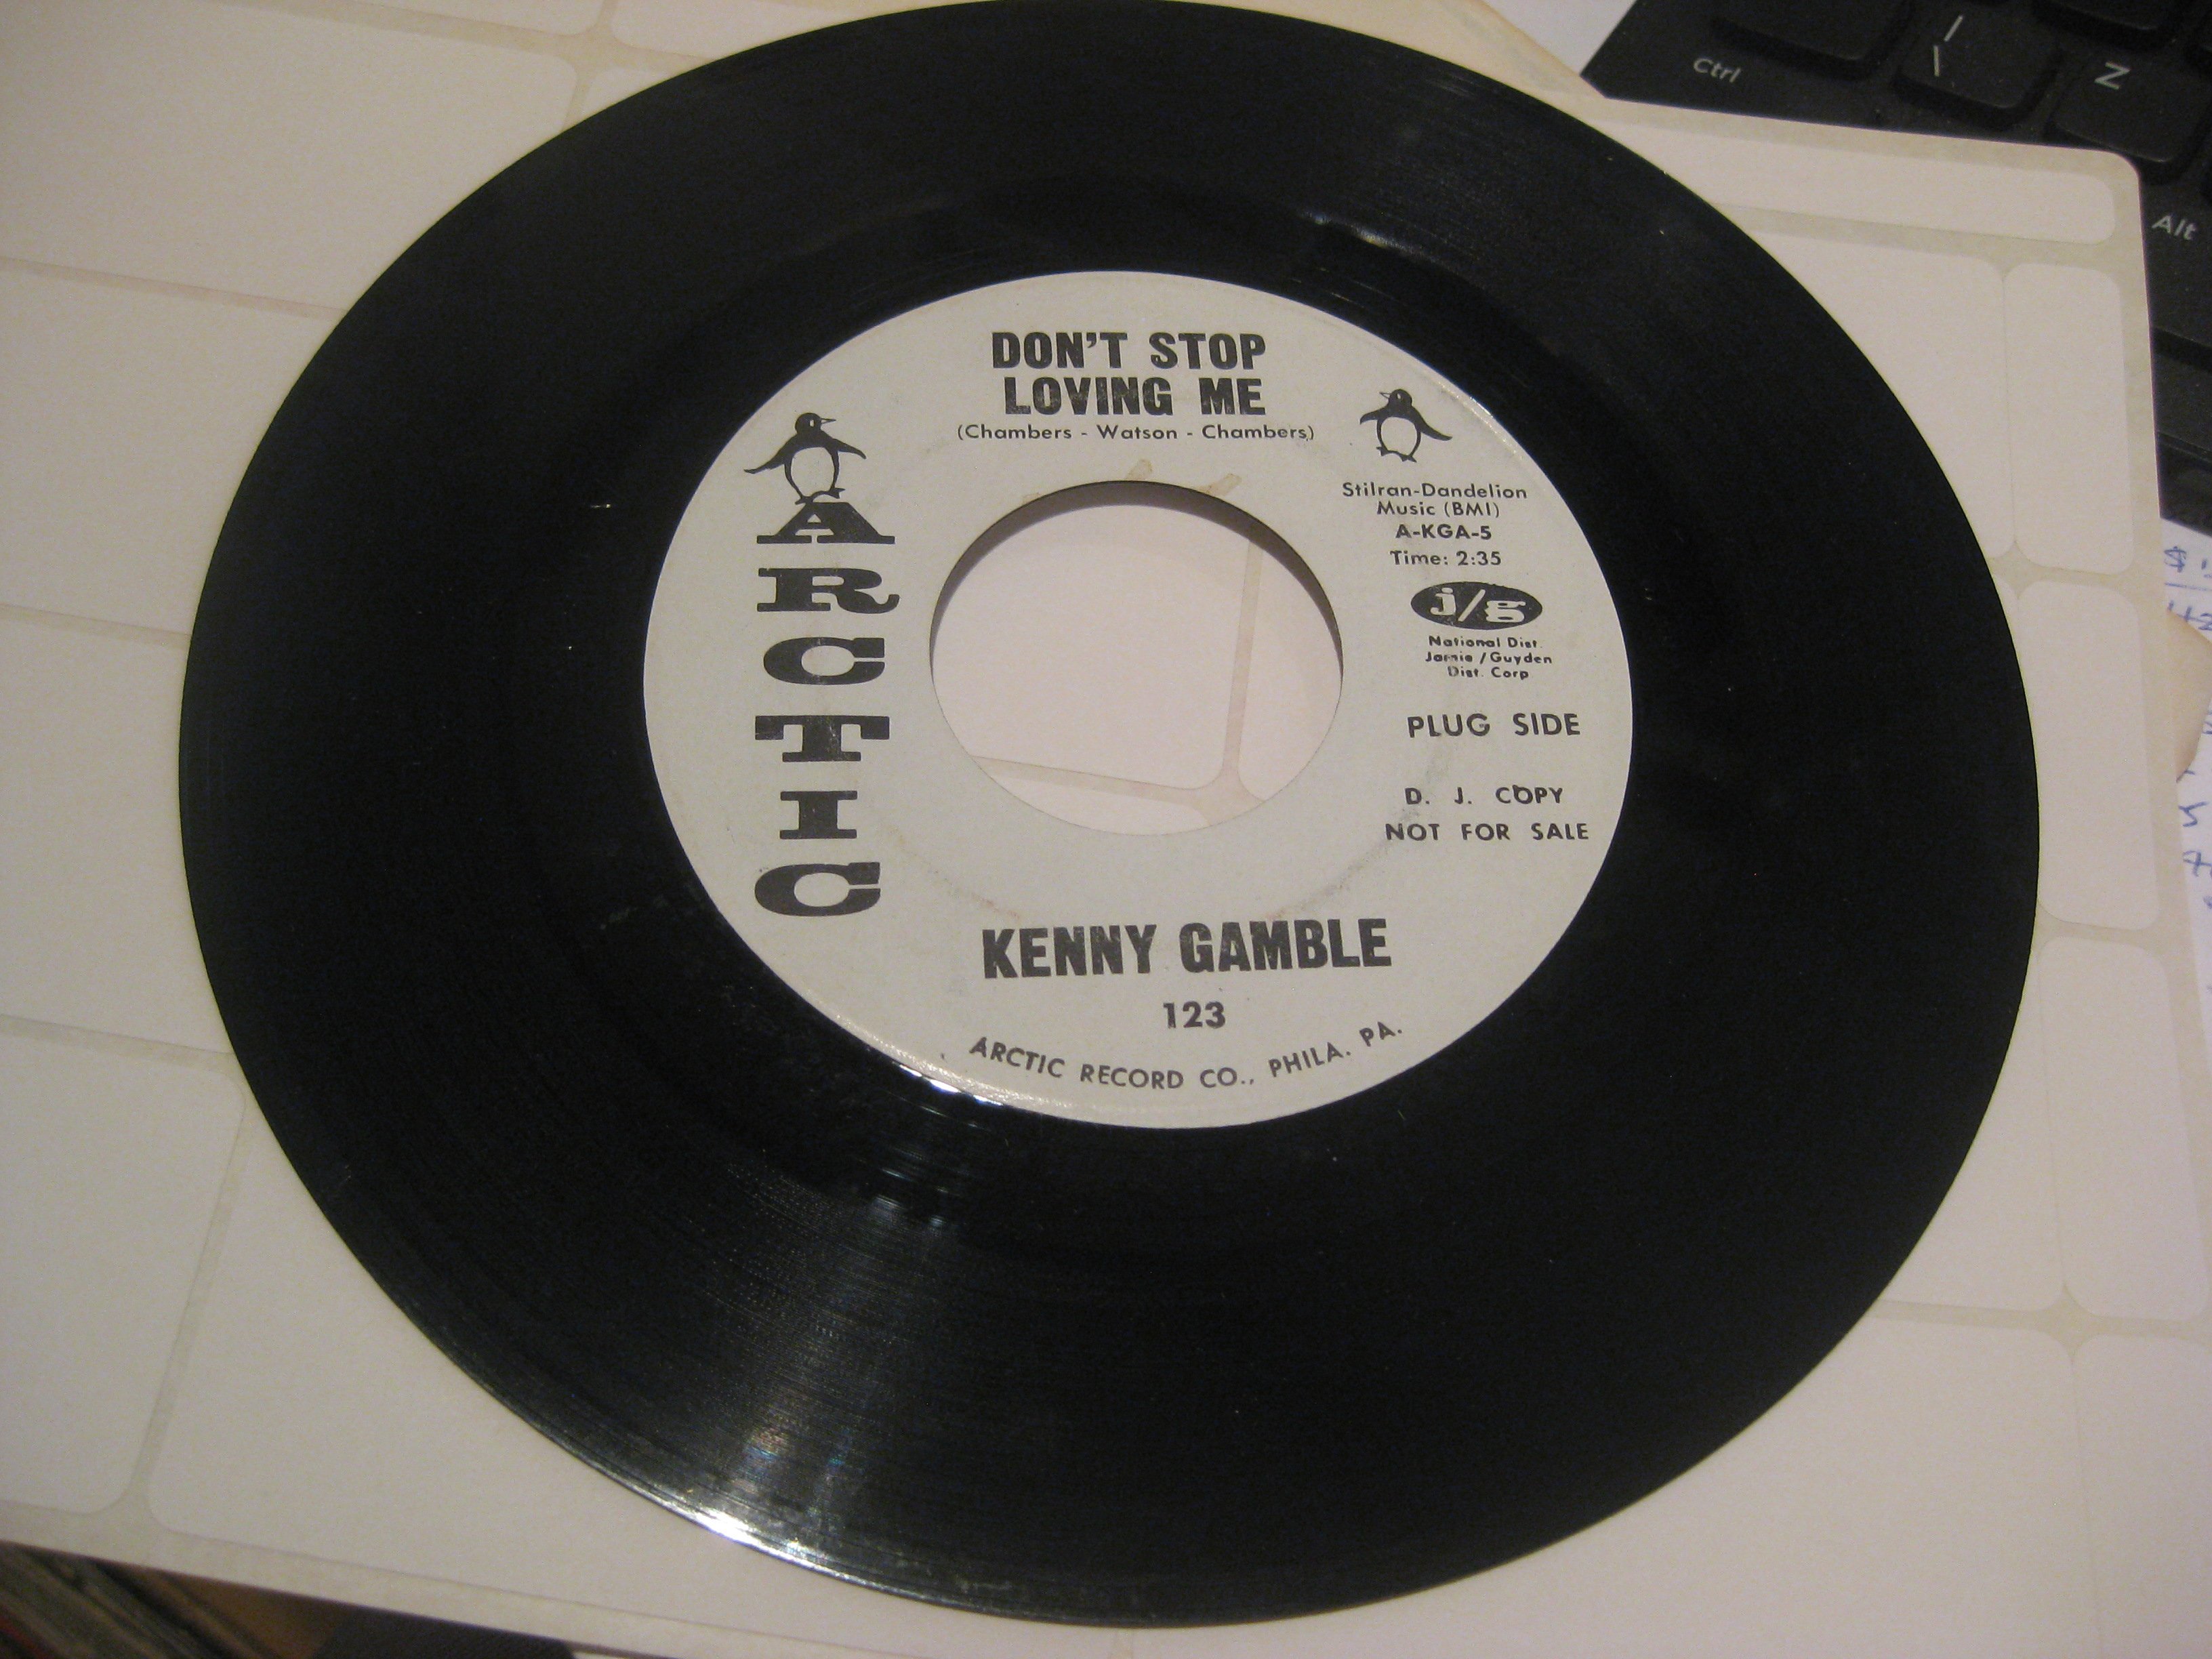 DON'T STOP
LOVING ME
(Chambers - Watson - Chambers)
ARCTIC
Stilran-Dandelion
Music (BMI)
A-KGA-5
Time: 2:35
j/g
National Dist.
Jamie/Guyden
Dist. Corp
PLUG SIDE
D. J. COPY
NOT FOR SALE
KENNY GAMBLE
123
ARCTIC RECORD CO., PHILA. PA.
Ctrl
| \
Z
Alt